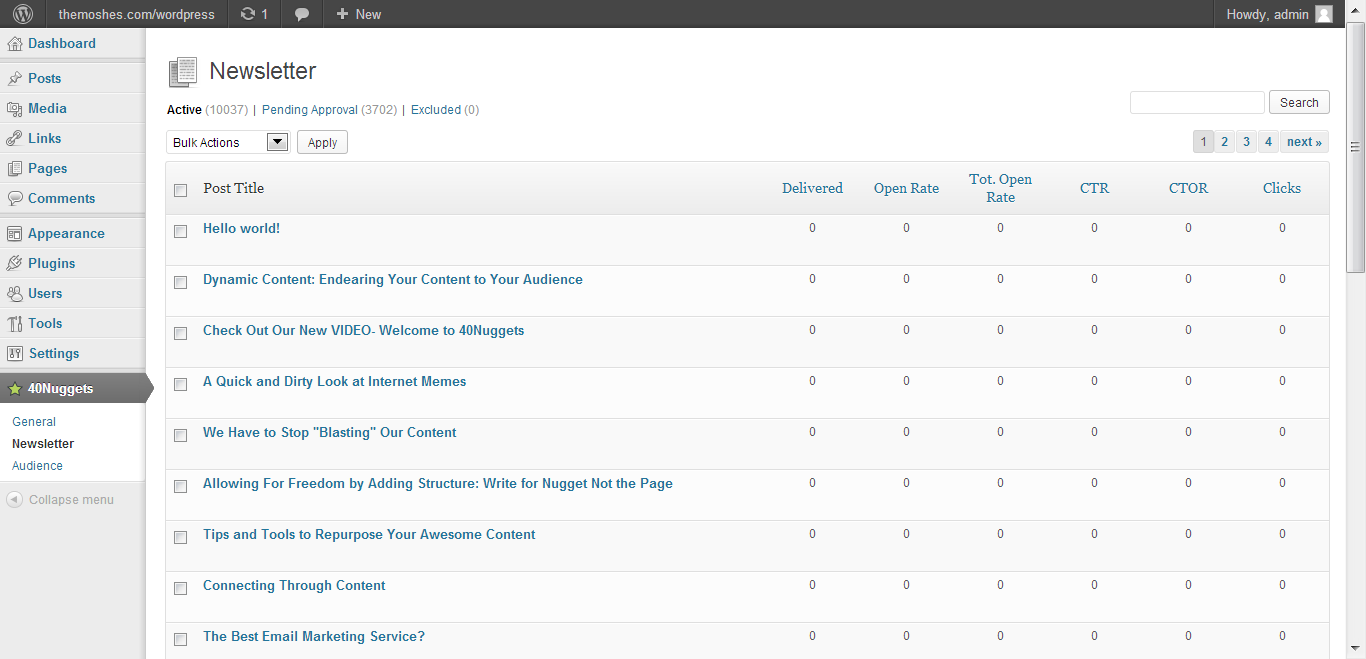 themoshes.com/wordpress 1 New Howdy, admin
Dashboard
Posts
Media
Links
Pages
Comments
Appearance
Plugins
Users
Tools
Settings
40Nuggets
General
Newsletter
Audience
Collapse menu
Newsletter
Active (10037) | Pending Approval (3702) | Excluded (0)
Search
Bulk Actions Apply
1 2 3 4 next »
Post Title Delivered Open Rate Tot. Open Rate CTR CTOR Clicks
Hello world! 0 0 0 0 0 0
Dynamic Content: Endearing Your Content to Your Audience 0 0 0 0 0 0
Check Out Our New VIDEO- Welcome to 40Nuggets 0 0 0 0 0 0
A Quick and Dirty Look at Internet Memes 0 0 0 0 0 0
We Have to Stop "Blasting" Our Content 0 0 0 0 0 0
Allowing For Freedom by Adding Structure: Write for Nugget Not the Page 0 0 0 0 0 0
Tips and Tools to Repurpose Your Awesome Content 0 0 0 0 0 0
Connecting Through Content 0 0 0 0 0 0
The Best Email Marketing Service? 0 0 0 0 0 0